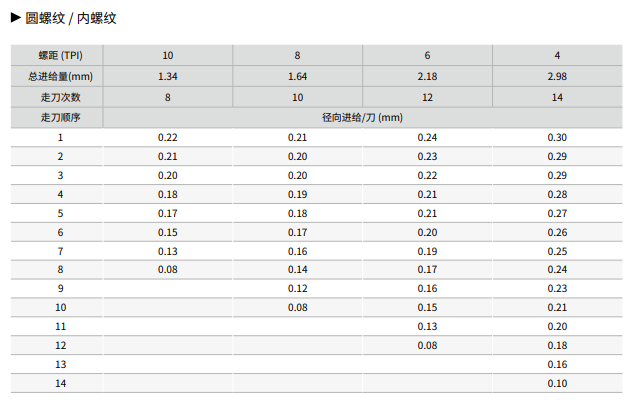 ▶ 圆螺纹 / 内螺纹
螺距 (TPI) 10 8 6 4
总进给量(mm) 1.34 1.64 2.18 2.98
走刀次数 8 10 12 14
走刀顺序 径向进给/刀 (mm)
1 0.22 0.21 0.24 0.30
2 0.21 0.20 0.23 0.29
3 0.20 0.20 0.22 0.29
4 0.18 0.19 0.21 0.28
5 0.17 0.18 0.21 0.27
6 0.15 0.17 0.20 0.26
7 0.13 0.16 0.19 0.25
8 0.08 0.14 0.17 0.24
9 0.12 0.16 0.23
10 0.08 0.15 0.21
11 0.13 0.20
12 0.08 0.18
13 0.16
14 0.10